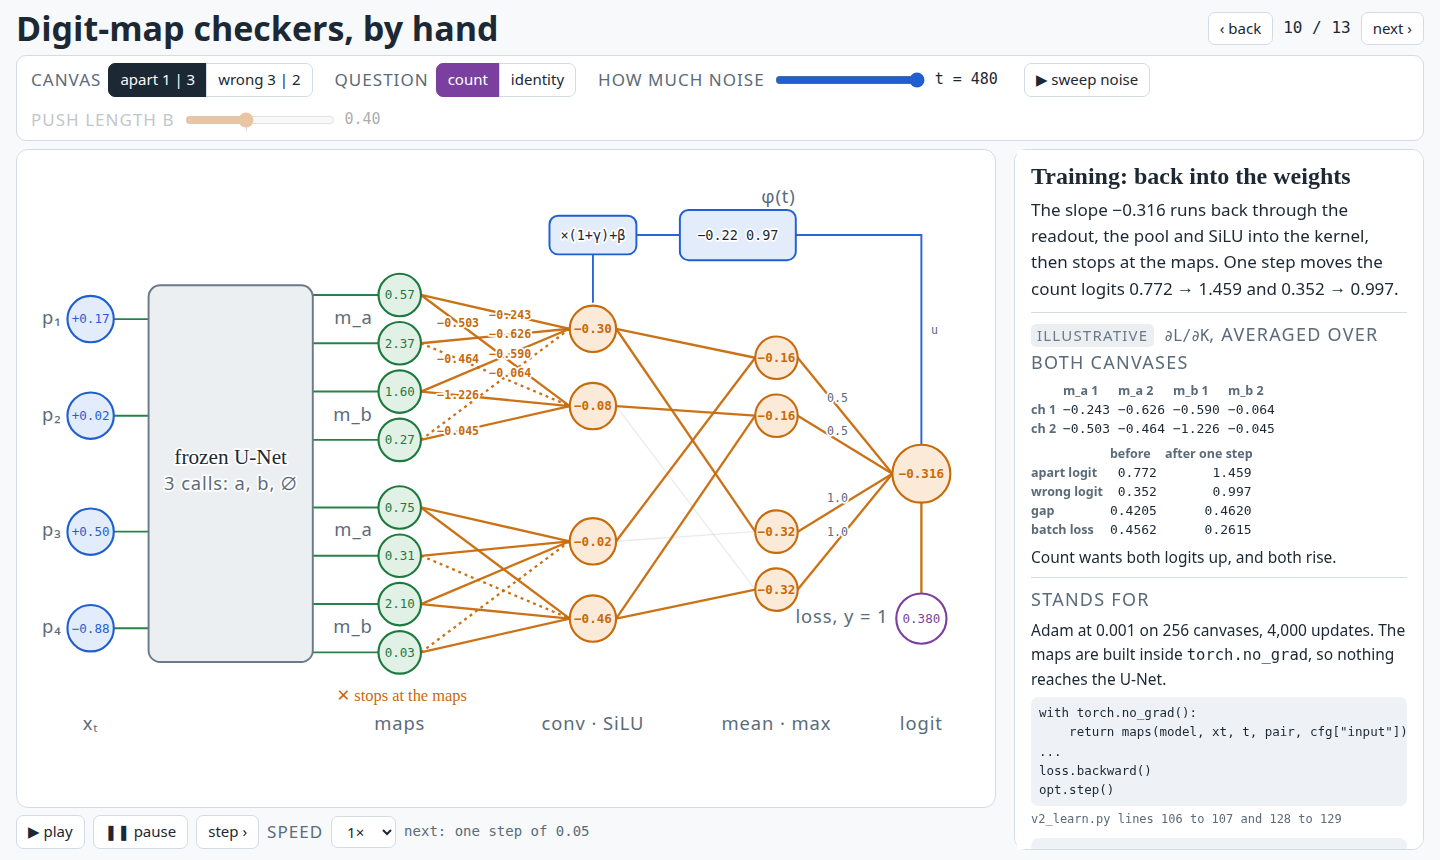 Digit-map checkers, by hand
‹ back 10 / 13 next ›
CANVAS apart 1 | 3 wrong 3 | 2 QUESTION count identity HOW MUCH NOISE t = 480 ▶ sweep noise
PUSH LENGTH B 0.40
φ(t)
×(1+γ)+β −0.22 0.97
p₁ +0.17
p₂ +0.02
p₃ +0.50
p₄ −0.88
frozen U-Net
3 calls: a, b, ∅
m_a 0.57
2.37
m_b 1.60
0.27
m_a 0.75
0.31
m_b 2.10
0.03
−0.243
−0.503
−0.626
−0.590
−0.464
−0.064
−1.226
−0.045
−0.30
−0.08
−0.02
−0.46
−0.16
−0.16
−0.32
−0.32
0.5
0.5
1.0
1.0
u
−0.316
loss, y = 1 0.380
✕ stops at the maps
xₜ maps conv · SiLU mean · max logit
▶ play ❚❚ pause step › SPEED 1× next: one step of 0.05
Training: back into the weights
The slope −0.316 runs back through the
readout, the pool and SiLU into the kernel,
then stops at the maps. One step moves the
count logits 0.772 → 1.459 and 0.352 → 0.997.
ILLUSTRATIVE ∂L/∂K, AVERAGED OVER
BOTH CANVASES
m_a 1 m_a 2 m_b 1 m_b 2
ch 1 −0.243 −0.626 −0.590 −0.064
ch 2 −0.503 −0.464 −1.226 −0.045
before after one step
apart logit 0.772 1.459
wrong logit 0.352 0.997
gap 0.4205 0.4620
batch loss 0.4562 0.2615
Count wants both logits up, and both rise.
STANDS FOR
Adam at 0.001 on 256 canvases, 4,000 updates. The
maps are built inside torch.no_grad, so nothing
reaches the U-Net.
with torch.no_grad():
return maps(model, xt, t, pair, cfg["input"])
...
loss.backward()
opt.step()
v2_learn.py lines 106 to 107 and 128 to 129